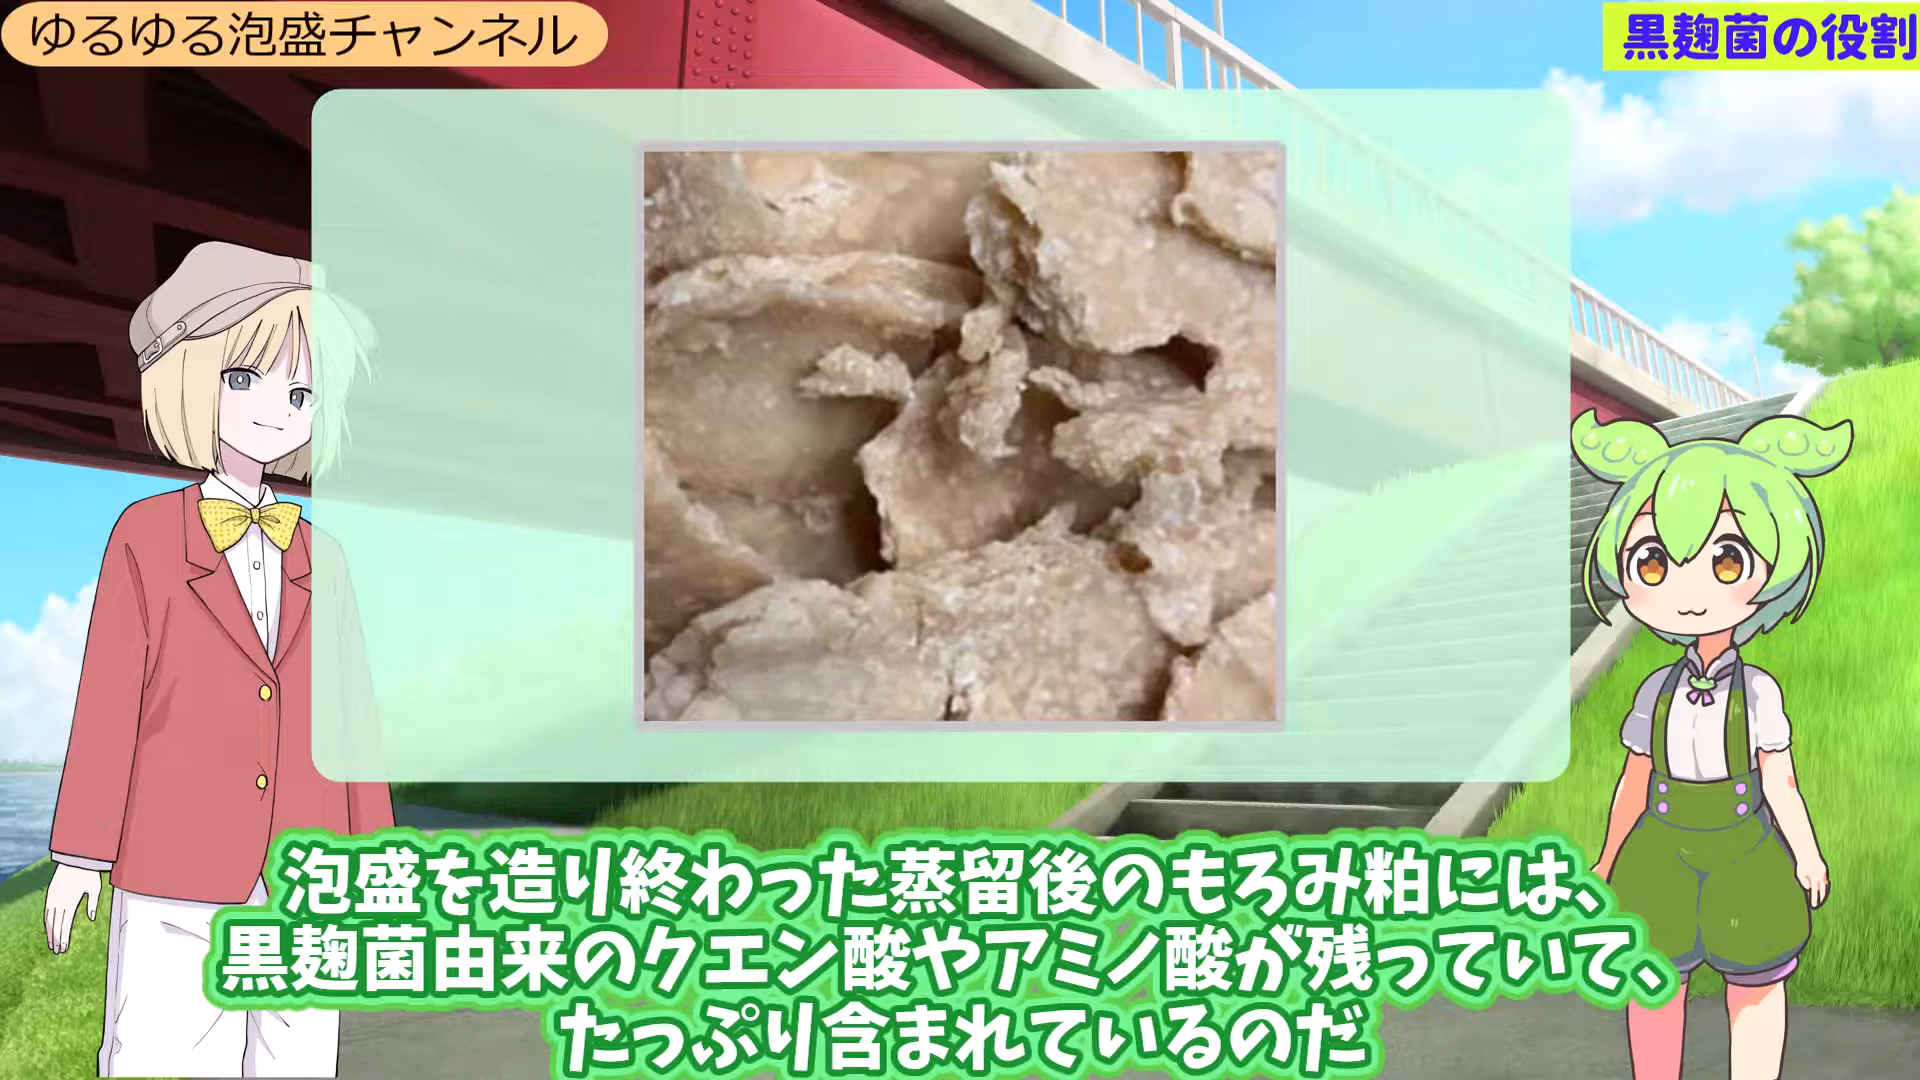 ゆるゆる泡盛チャンネル
黒麹菌の役割
泡盛を造り終わった蒸留後のもろみ粕には、
黒麹菌由来のクエン酸やアミノ酸が残っていて、
たっぷり含まれているのだ